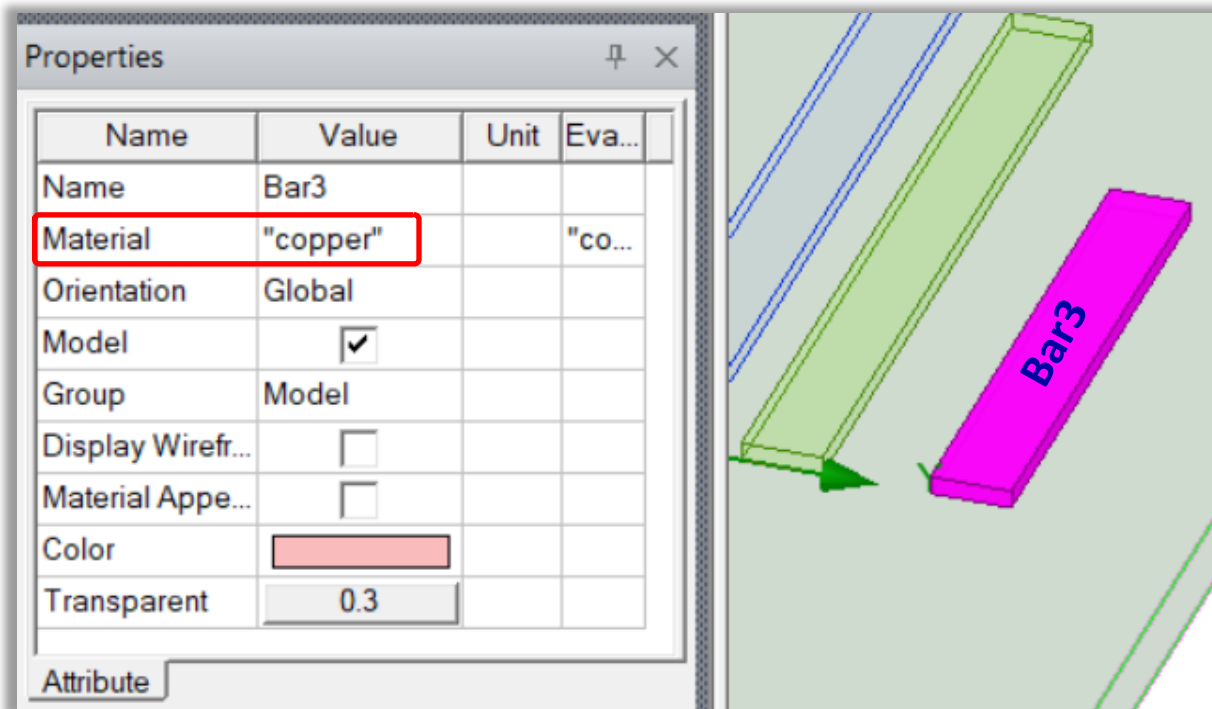 Properties
Name Value Unit Eva...
Name Bar3
Material "copper" "co...
Orientation Global
Model
Group Model
Display Wirefr...
Material Appe...
Color
Transparent 0.3
Attribute
Bar3